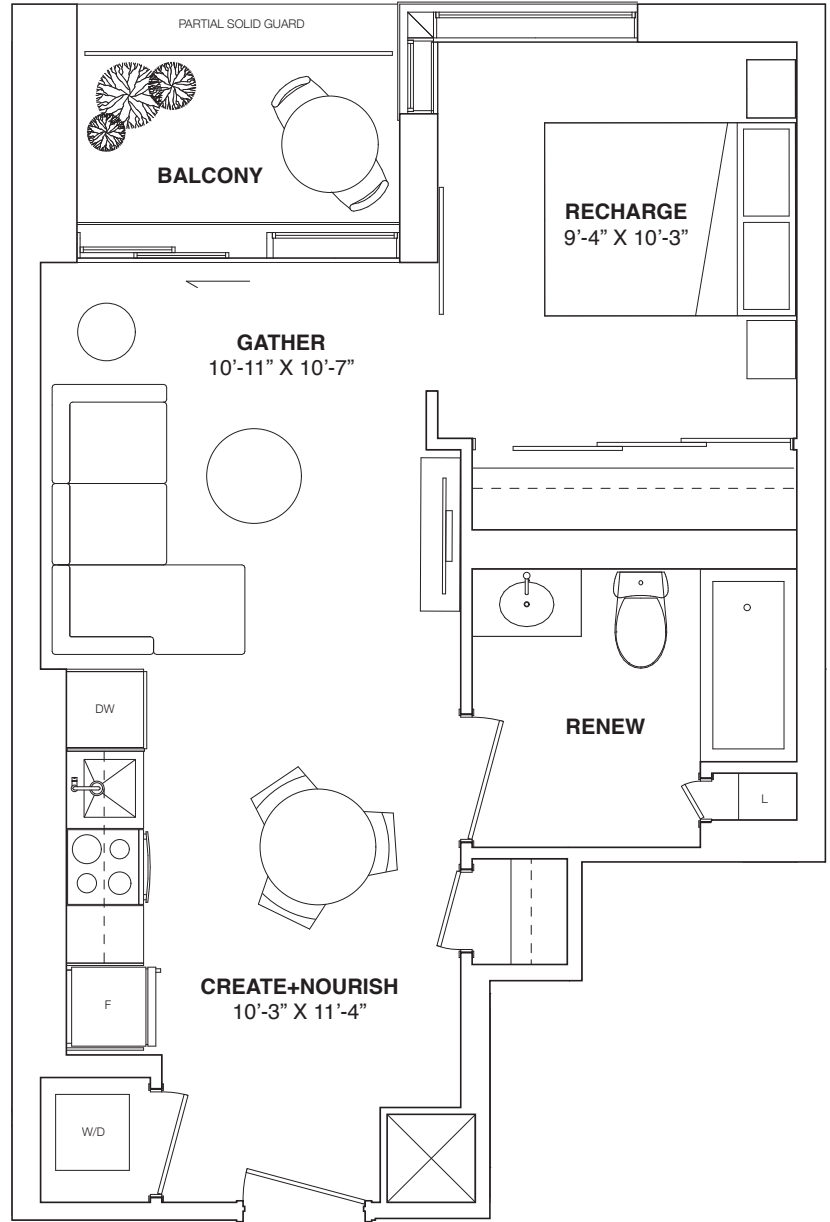 PARTIAL SOLID GUARD
BALCONY
RECHARGE
9’-4” X 10’-3”
GATHER
10’-11” X 10’-7”
DW
RENEW
L
CREATE+NOURISH
10’-3” X 11’-4”
F
W/D